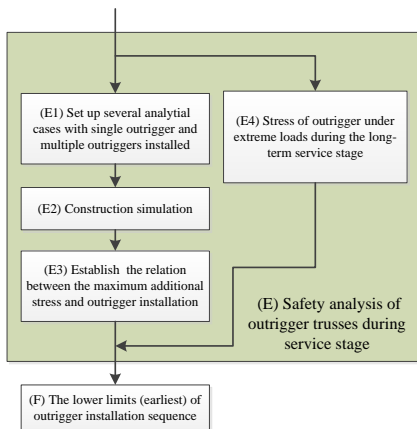 (E1) Set up several analytial
cases with single outrigger and
multiple outriggers installed
(E4) Stress of outrigger under
extreme loads during the long-
term service stage
(E2) Construction simulation
(E3) Establish the relation
between the maximum additional
stress and outrigger installation
(E) Safety analysis of
outrigger trusses during
service stage
(F) The lower limits (earliest) of
outrigger installation sequence